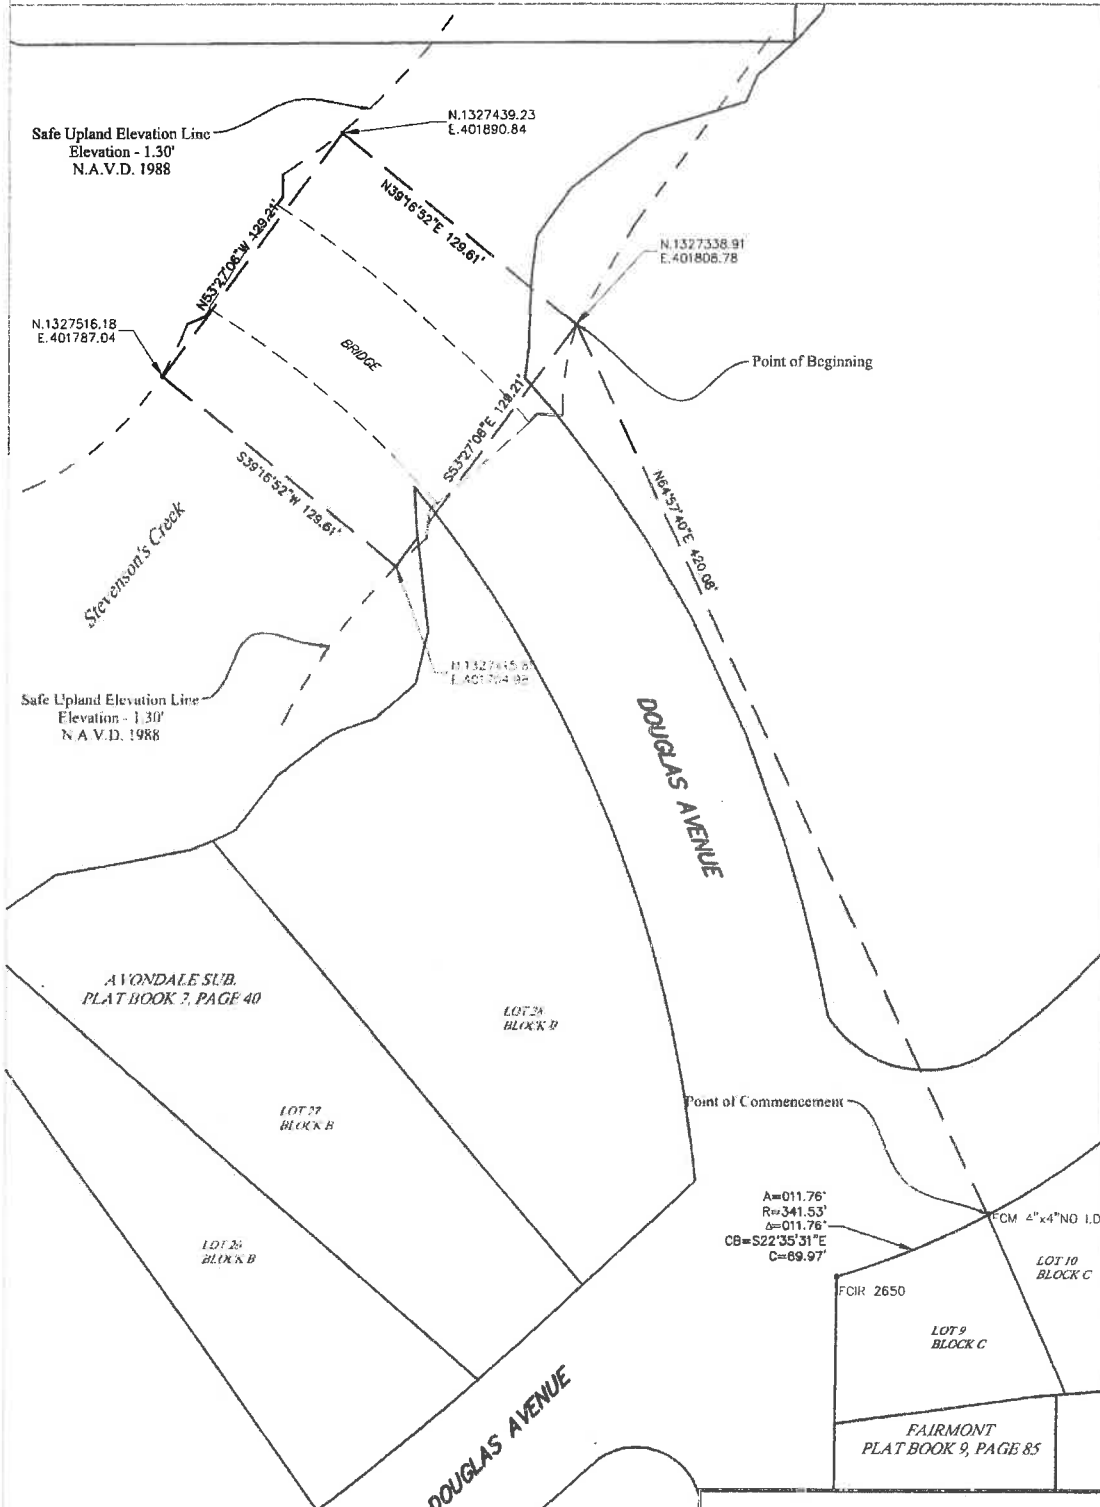 Safe Upland Elevation Line
Elevation - 1.30'
N.A.V.D. 1988
N.1327439.23
E.401890.84
N39°16'52"E 129.61'
N53°27'06"W 129.21'
N.1327338.91
E.401808.78
N.1327516.18
E.401787.04
BRIDGE
Point of Beginning
S53°27'06"E 129.21'
S39°16'52"W 129.61'
N64°57'40"E 420.08'
Stevenson's Creek
Safe Upland Elevation Line
Elevation - 1.30'
N.A.V.D. 1988
DOUGLAS AVENUE
AVONDALE SUB.
PLAT BOOK 7, PAGE 40
LOT 28
BLOCK B
LOT 27
BLOCK B
Point of Commencement
A=011.76'
R=341.53'
Δ=011.76°
CB=S22°35'31"E
C=69.97'
FCM 4"x4"NO I.D
LOT 26
BLOCK B
LOT 10
BLOCK C
FCIR 2650
LOT 9
BLOCK C
DOUGLAS AVENUE
FAIRMONT
PLAT BOOK 9, PAGE 85